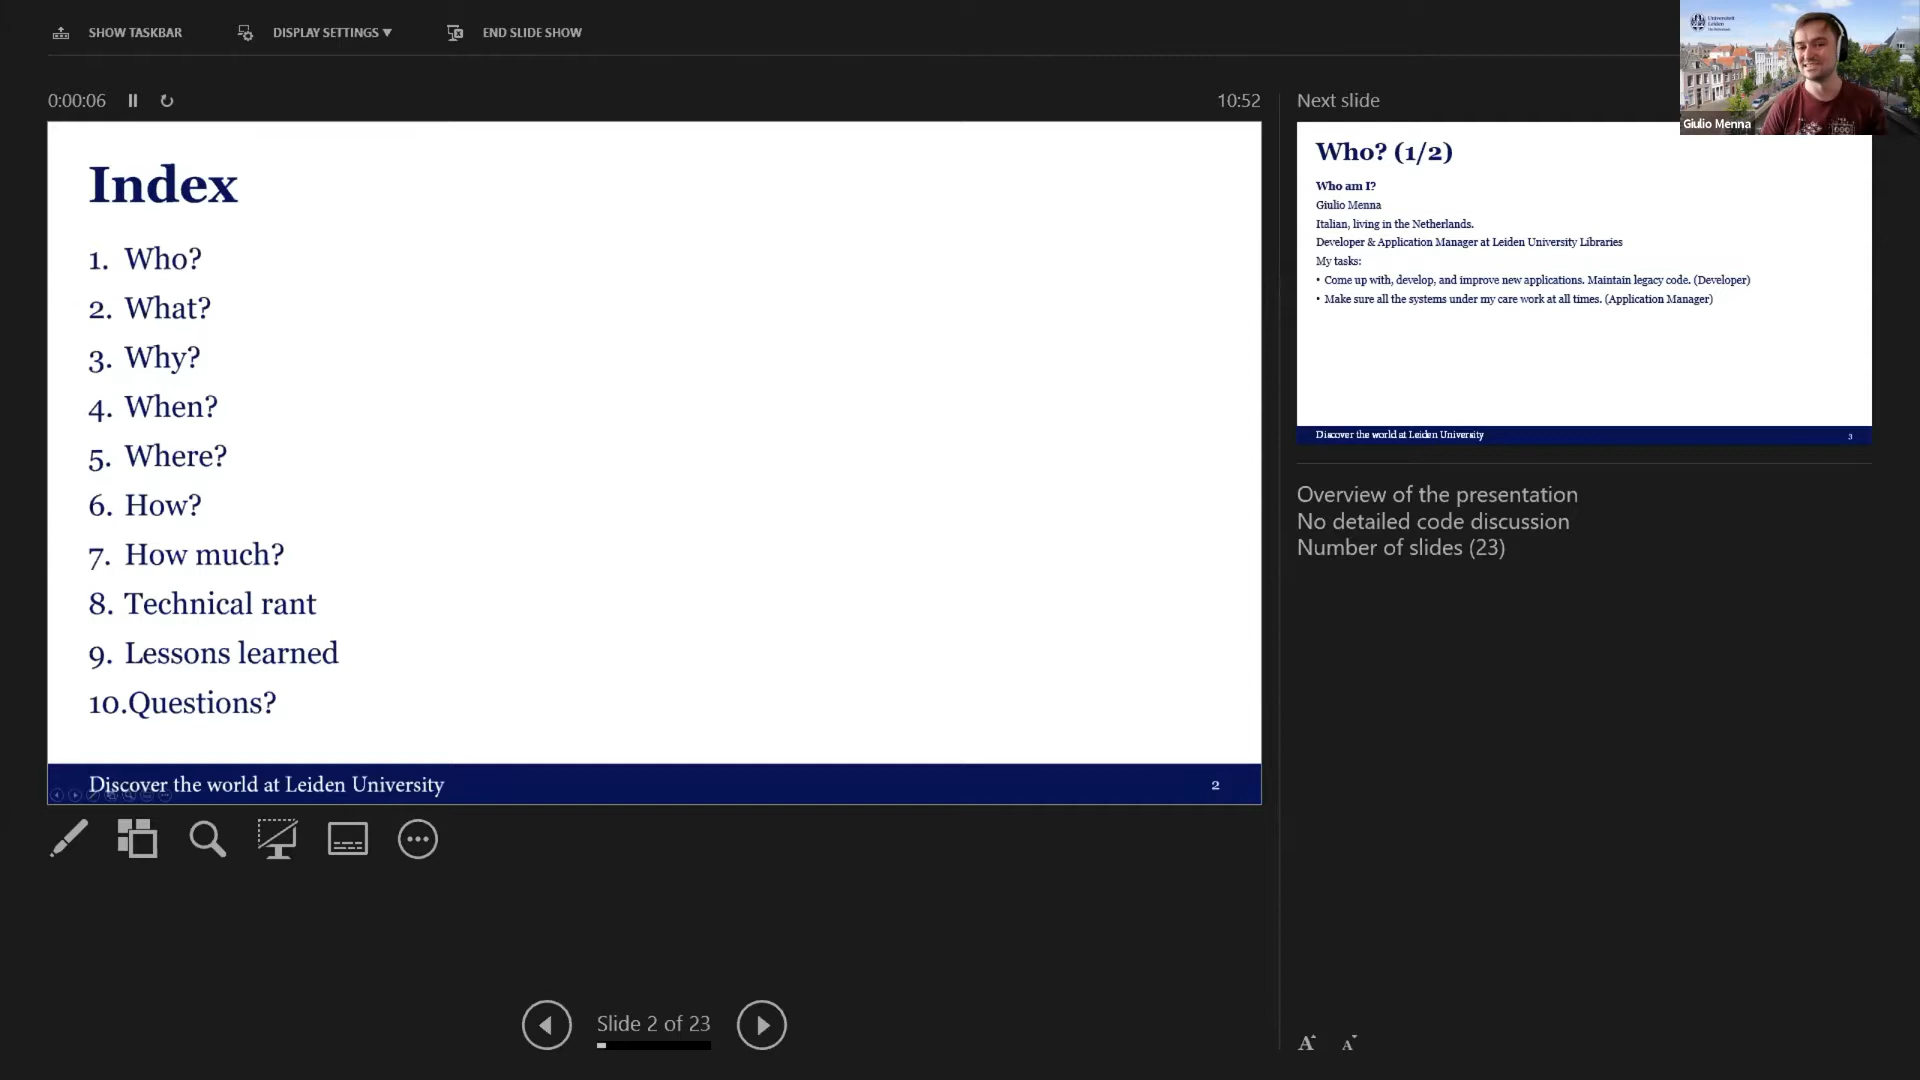 SHOW TASKBAR
DISPLAY SETTINGS ▼
END SLIDE SHOW
Universiteit
Leiden
Giulio Menna
0:00:06
10:52
Index
1. Who?
2. What?
3. Why?
4. When?
5. Where?
6. How?
7. How much?
8. Technical rant
9. Lessons learned
10.Questions?
Discover the world at Leiden University
2
Slide 2 of 23
Next slide
Who? (1/2)
Who am I?
Giulio Menna
Italian, living in the Netherlands.
Developer & Application Manager at Leiden University Libraries
My tasks:
• Come up with, develop, and improve new applications. Maintain legacy code. (Developer)
• Make sure all the systems under my care work at all times. (Application Manager)
Discover the world at Leiden University
3
Overview of the presentation
No detailed code discussion
Number of slides (23)
A A